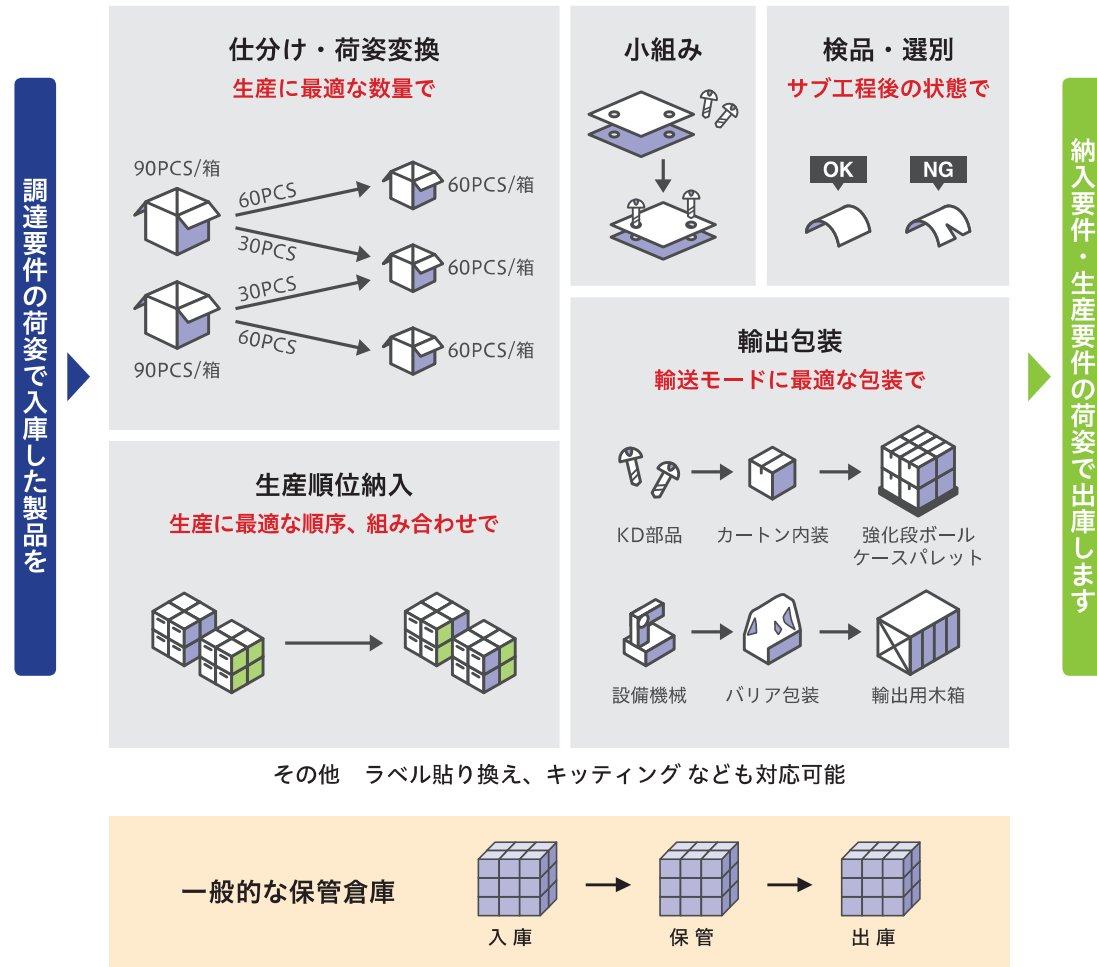 調達要件の荷姿で入庫した製品を
仕分け・荷姿変換
生産に最適な数量で
90PCS/箱
60PCS
60PCS/箱
30PCS
60PCS/箱
30PCS
60PCS
60PCS/箱
90PCS/箱
小組み
検品・選別
サブ工程後の状態で
OK
NG
生産順位納入
生産に最適な順序、組み合わせで
輸出包装
輸送モードに最適な包装で
KD部品
カートン内装
強化段ボール
ケースパレット
設備機械
バリア包装
輸出用木箱
納入要件・生産要件の荷姿で出庫します
その他　ラベル貼り換え、キッティング なども対応可能
一般的な保管倉庫
入 庫
保 管
出 庫